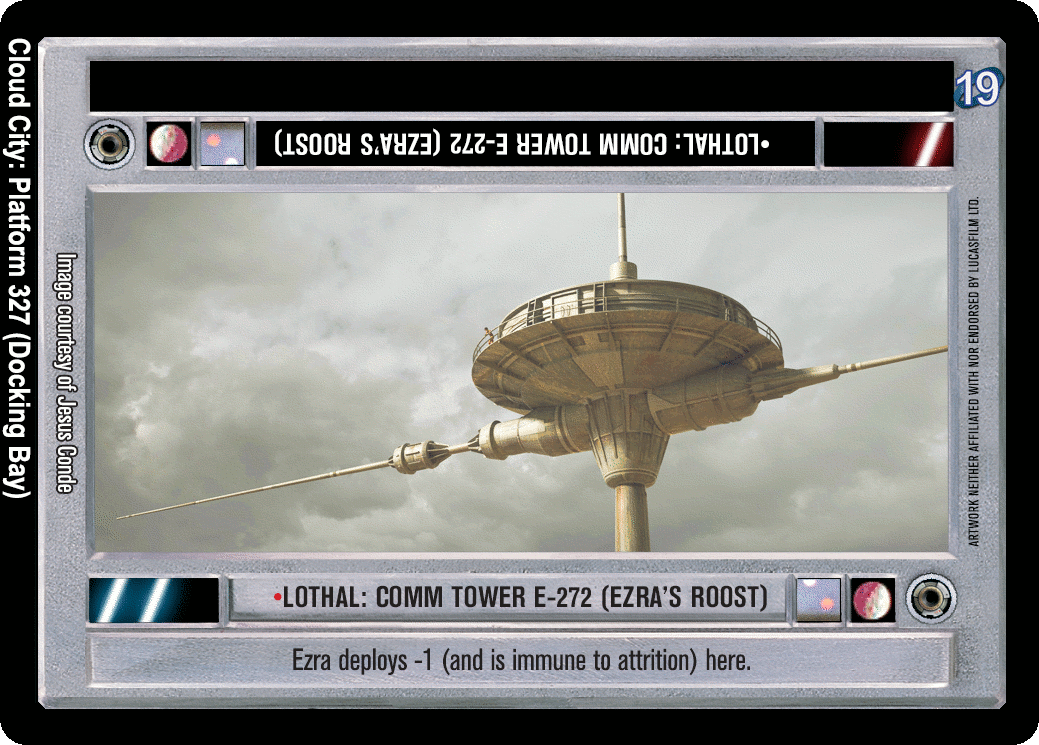 19
•LOTHAL: COMM TOWER E-272 (EZRA'S ROOST)
Cloud City: Platform 327 (Docking Bay)
Image courtesy of Jesus Conde
ARTWORK NEITHER AFFILIATED WITH NOR ENDORSED BY LUCASFILM LTD.
•LOTHAL: COMM TOWER E-272 (EZRA'S ROOST)
Ezra deploys -1 (and is immune to attrition) here.